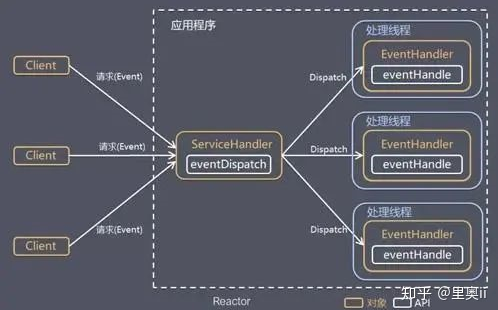 应用程序
处理线程
EventHandler
eventHandle
Client
请求(Event)
Dispatch
ServiceHandler
eventDispatch
Client
请求(Event)
Dispatch
处理线程
EventHandler
eventHandle
Client
请求(Event)
Dispatch
处理线程
EventHandler
eventHandle
Reactor
对象
API
知乎 @里奥ii